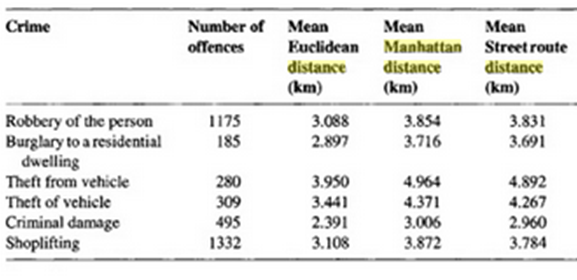 Crime Number of Mean Mean Mean
offences Euclidean Manhattan Street route
distance distance distance
(km) (km) (km)
Robbery of the person 1175 3.088 3.854 3.831
Burglary to a residential 185 2.897 3.716 3.691
dwelling
Theft from vehicle 280 3.950 4.964 4.892
Theft of vehicle 309 3.441 4.371 4.267
Criminal damage 495 2.391 3.006 2.960
Shoplifting 1332 3.108 3.872 3.784